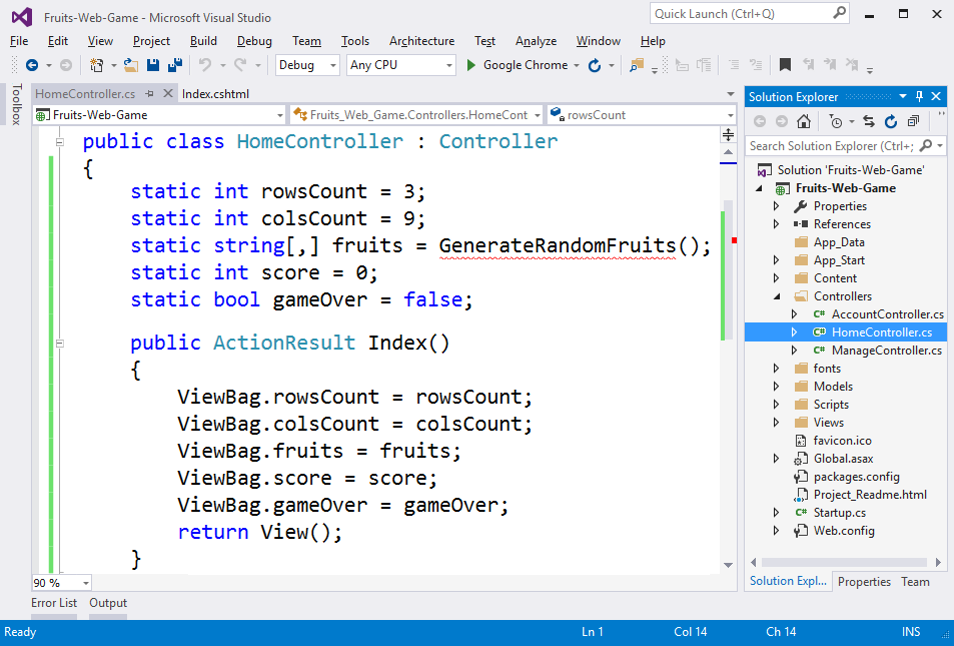 Fruits-Web-Game - Microsoft Visual Studio
Quick Launch (Ctrl+Q)
File Edit View Project Build Debug Team Tools Architecture Test Analyze Window Help
Debug Any CPU Google Chrome
Toolbox
HomeController.cs Index.cshtml
Fruits-Web-Game Fruits_Web_Game.Controllers.HomeCont rowsCount
public class HomeController : Controller
{
static int rowsCount = 3;
static int colsCount = 9;
static string[,] fruits = GenerateRandomFruits();
static int score = 0;
static bool gameOver = false;
public ActionResult Index()
{
ViewBag.rowsCount = rowsCount;
ViewBag.colsCount = colsCount;
ViewBag.fruits = fruits;
ViewBag.score = score;
ViewBag.gameOver = gameOver;
return View();
}
90 %
Error List Output
Solution Explorer
Search Solution Explorer (Ctrl+;
Solution 'Fruits-Web-Game'
Fruits-Web-Game
Properties
References
App_Data
App_Start
Content
Controllers
C# AccountController.cs
C# HomeController.cs
C# ManageController.cs
fonts
Models
Scripts
Views
favicon.ico
Global.asax
packages.config
Project_Readme.html
C# Startup.cs
Web.config
Solution Expl... Properties Team
Ready Ln 1 Col 14 Ch 14 INS